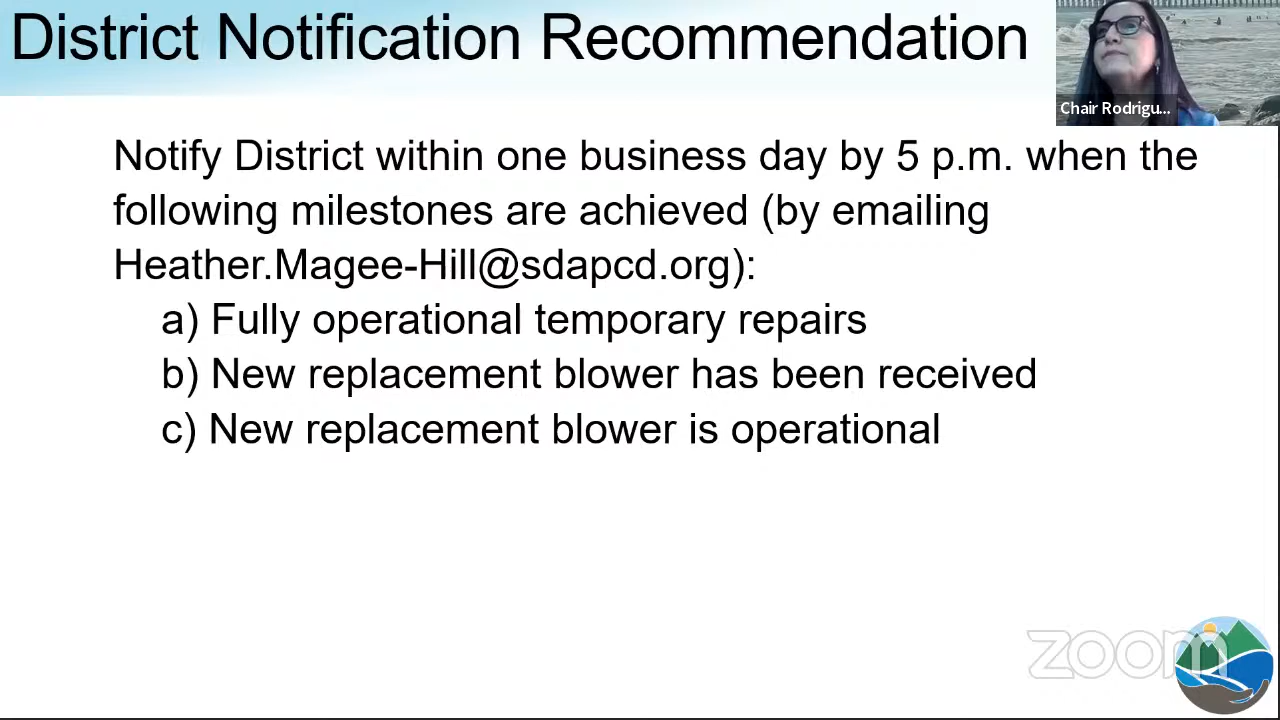 District Notification Recommendation
Chair Rodrigu...
Notify District within one business day by 5 p.m. when the
following milestones are achieved (by emailing
Heather.Magee-Hill@sdapcd.org):
a) Fully operational temporary repairs
b) New replacement blower has been received
c) New replacement blower is operational
zoom